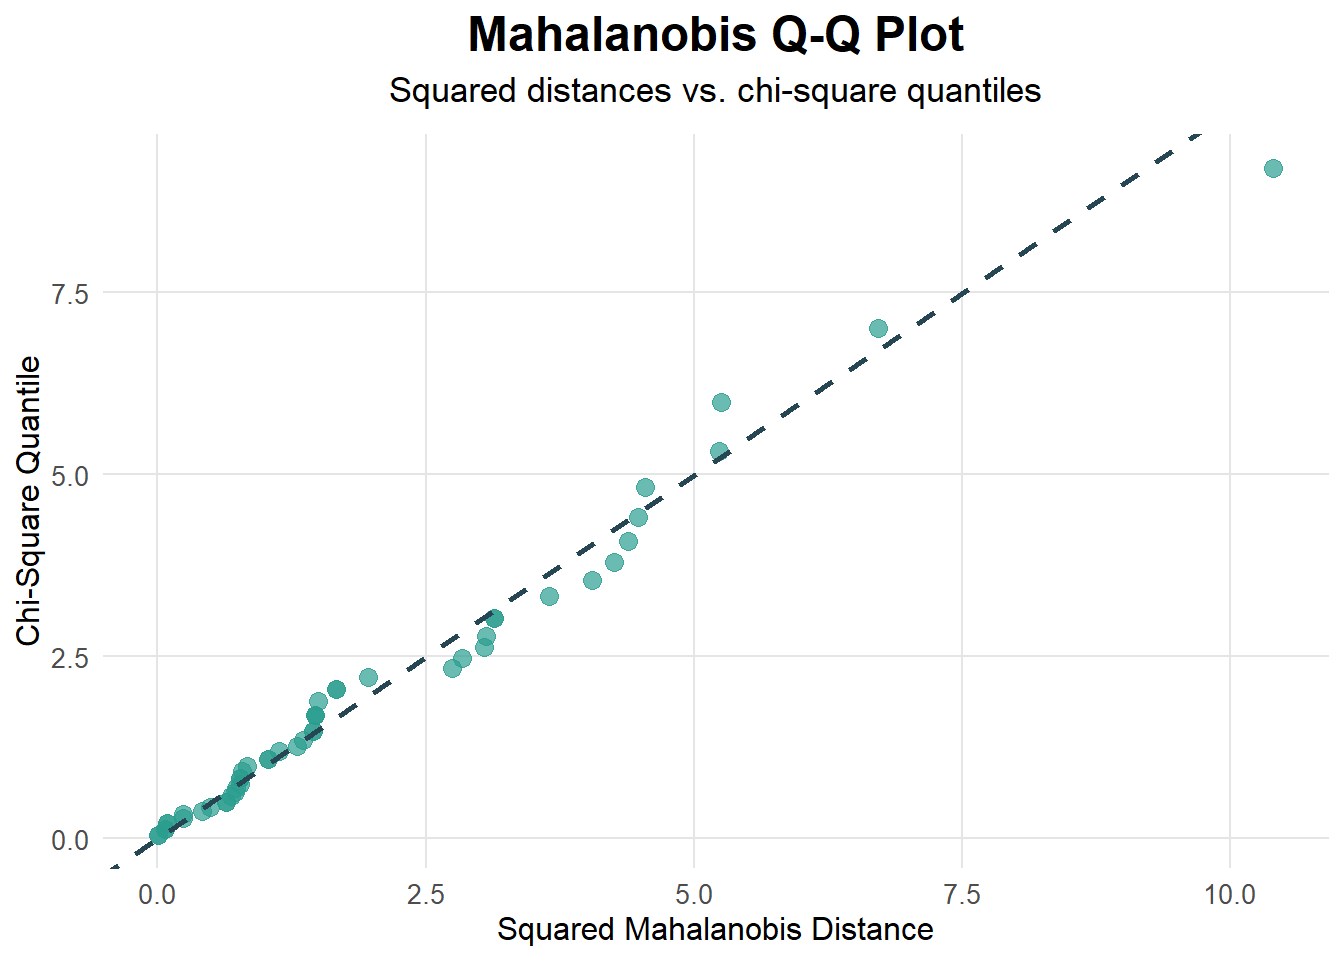 Mahalanobis Q-Q Plot
Squared distances vs. chi-square quantiles
Chi-Square Quantile
7.5
5.0
2.5
0.0
0.0 2.5 5.0 7.5 10.0
Squared Mahalanobis Distance